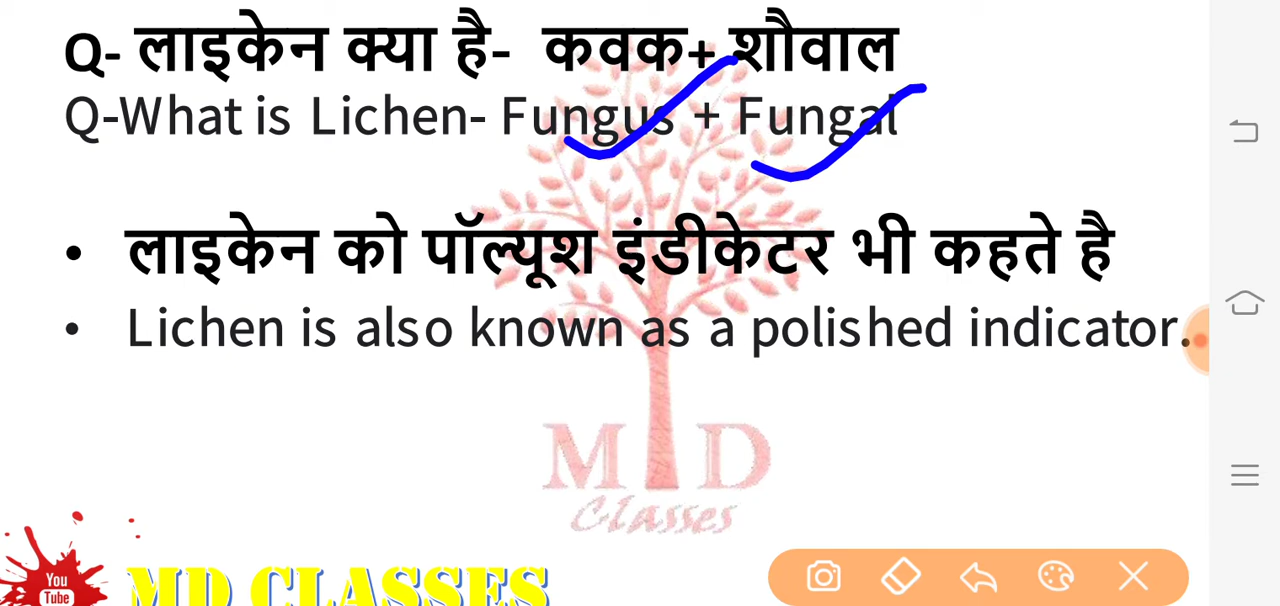 Q- लाइकेन क्या है- कवक+ शौवाल
Q-What is Lichen- Fungus + Fungal
• लाइकेन को पॉल्यूश इंडीकेटर भी कहते है
• Lichen is also known as a polished indicator.
M D
Classes
You
Tube
MD CLASSES